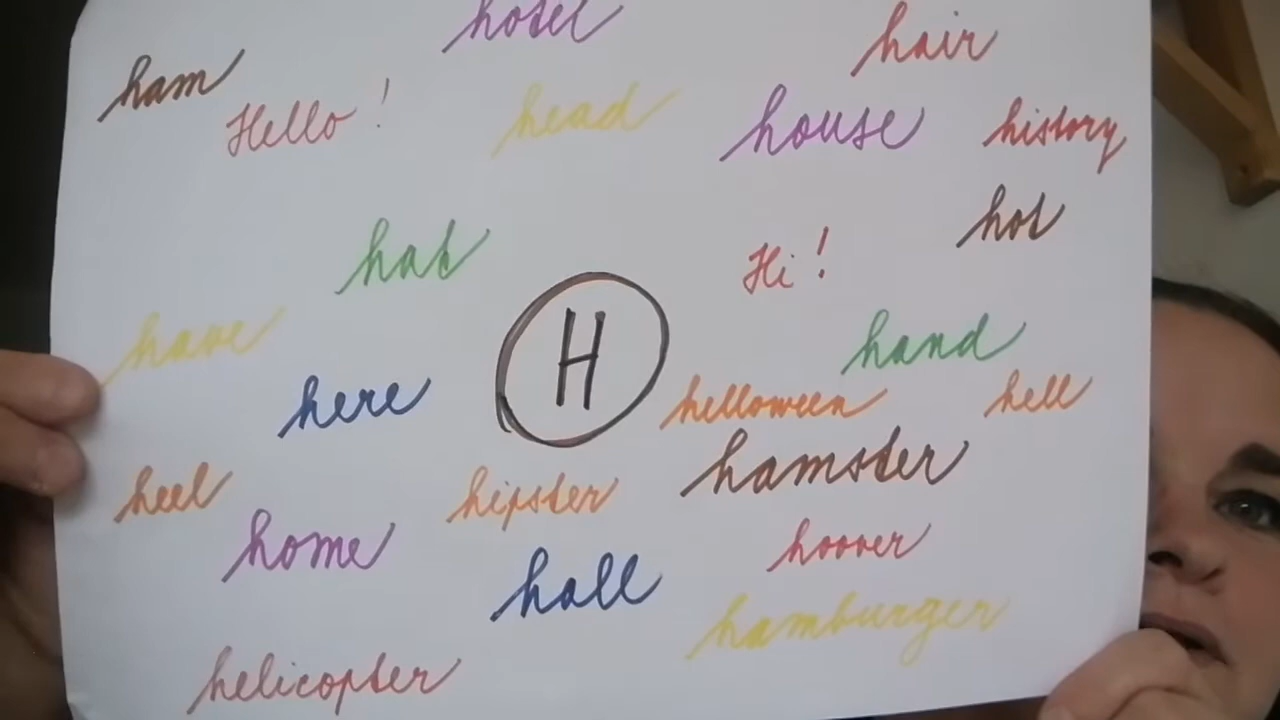 hotel
hair
ham
Hello!
head
house
history
hot
hat
Hi!
have
H
hand
here
helloween
hell
heel
hipster
hamster
home
hall
hoover
hamburger
helicopter